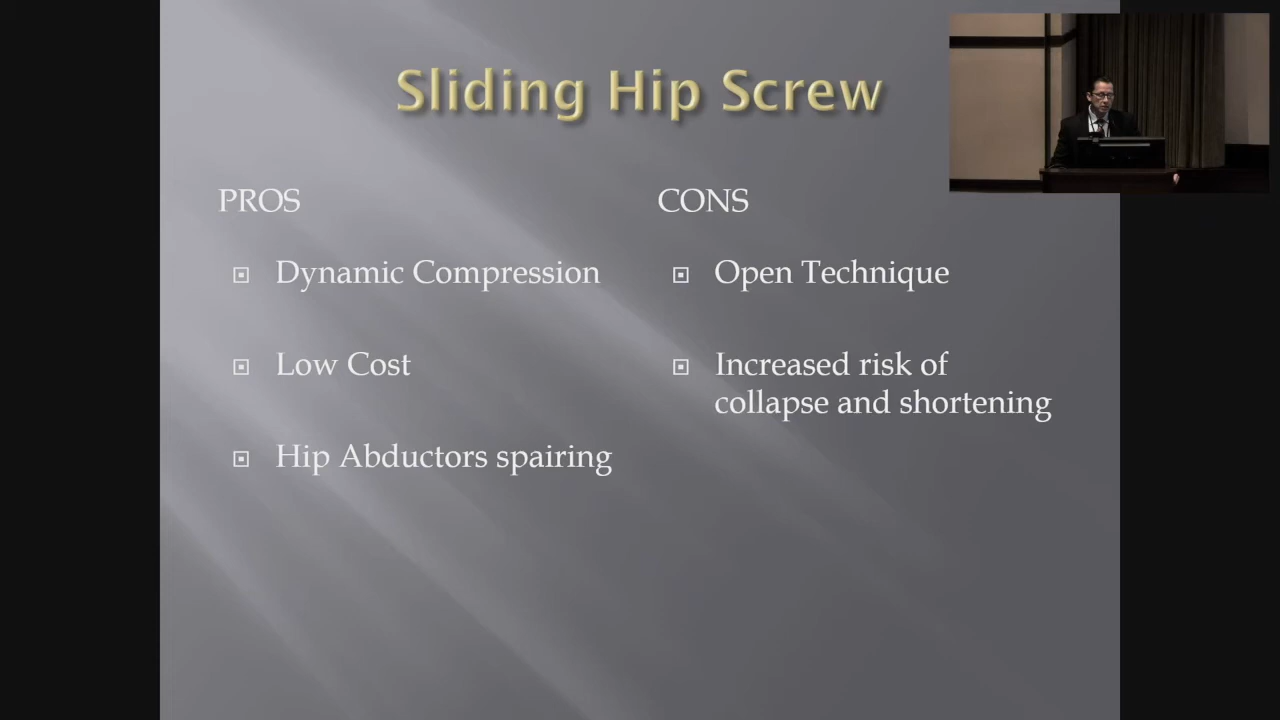 Sliding Hip Screw
PROS
Dynamic Compression
Low Cost
Hip Abductors spairing
CONS
Open Technique
Increased risk of
collapse and shortening